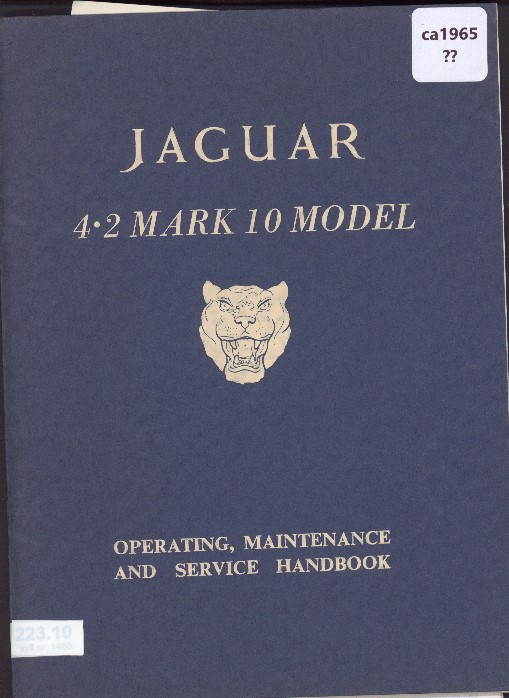 ca1965
??
JAGUAR
4·2 MARK 10 MODEL
OPERATING, MAINTENANCE
AND SERVICE HANDBOOK
223.10